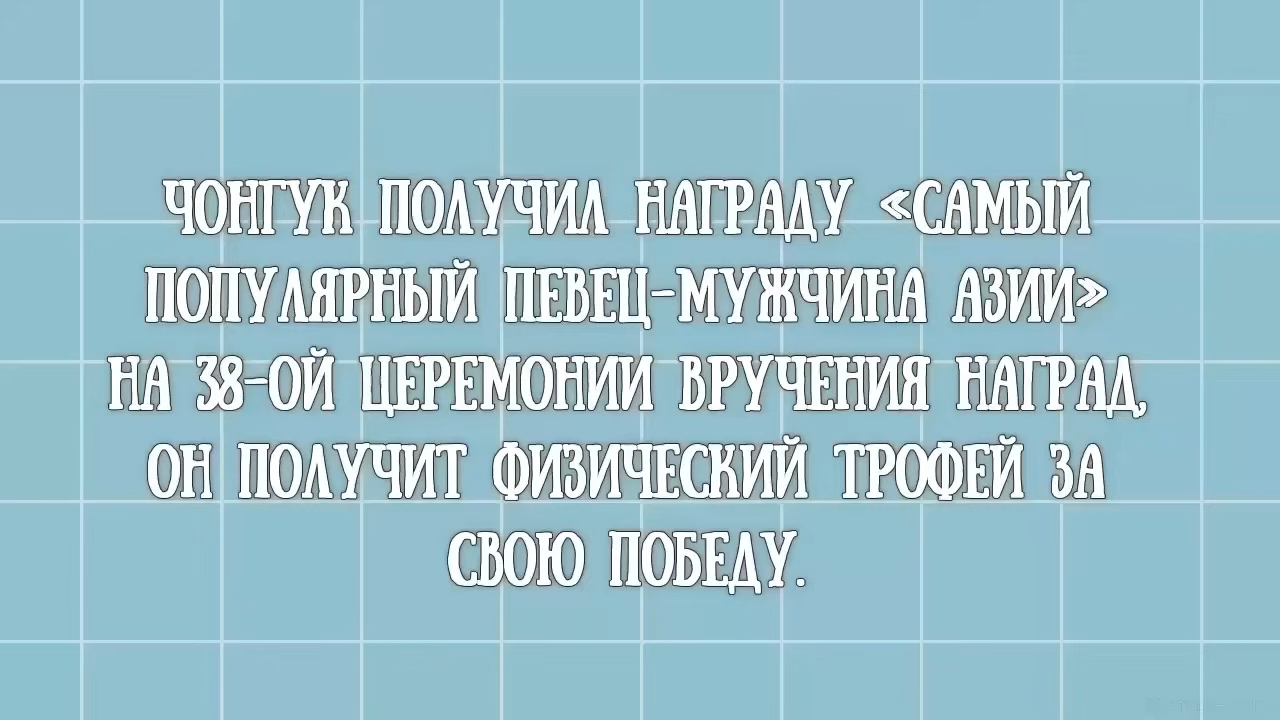 ЧОНГУК ПОЛУЧИЛ НАГРАДУ «САМЫЙ
ПОПУЛЯРНЫЙ ПЕВЕЦ-МУЖЧИНА АЗИИ»
НА 38-ОЙ ЦЕРЕМОНИИ ВРУЧЕНИЯ НАГРАД,
ОН ПОЛУЧИТ ФИЗИЧЕСКИЙ ТРОФЕЙ ЗА
СВОЮ ПОБЕДУ.